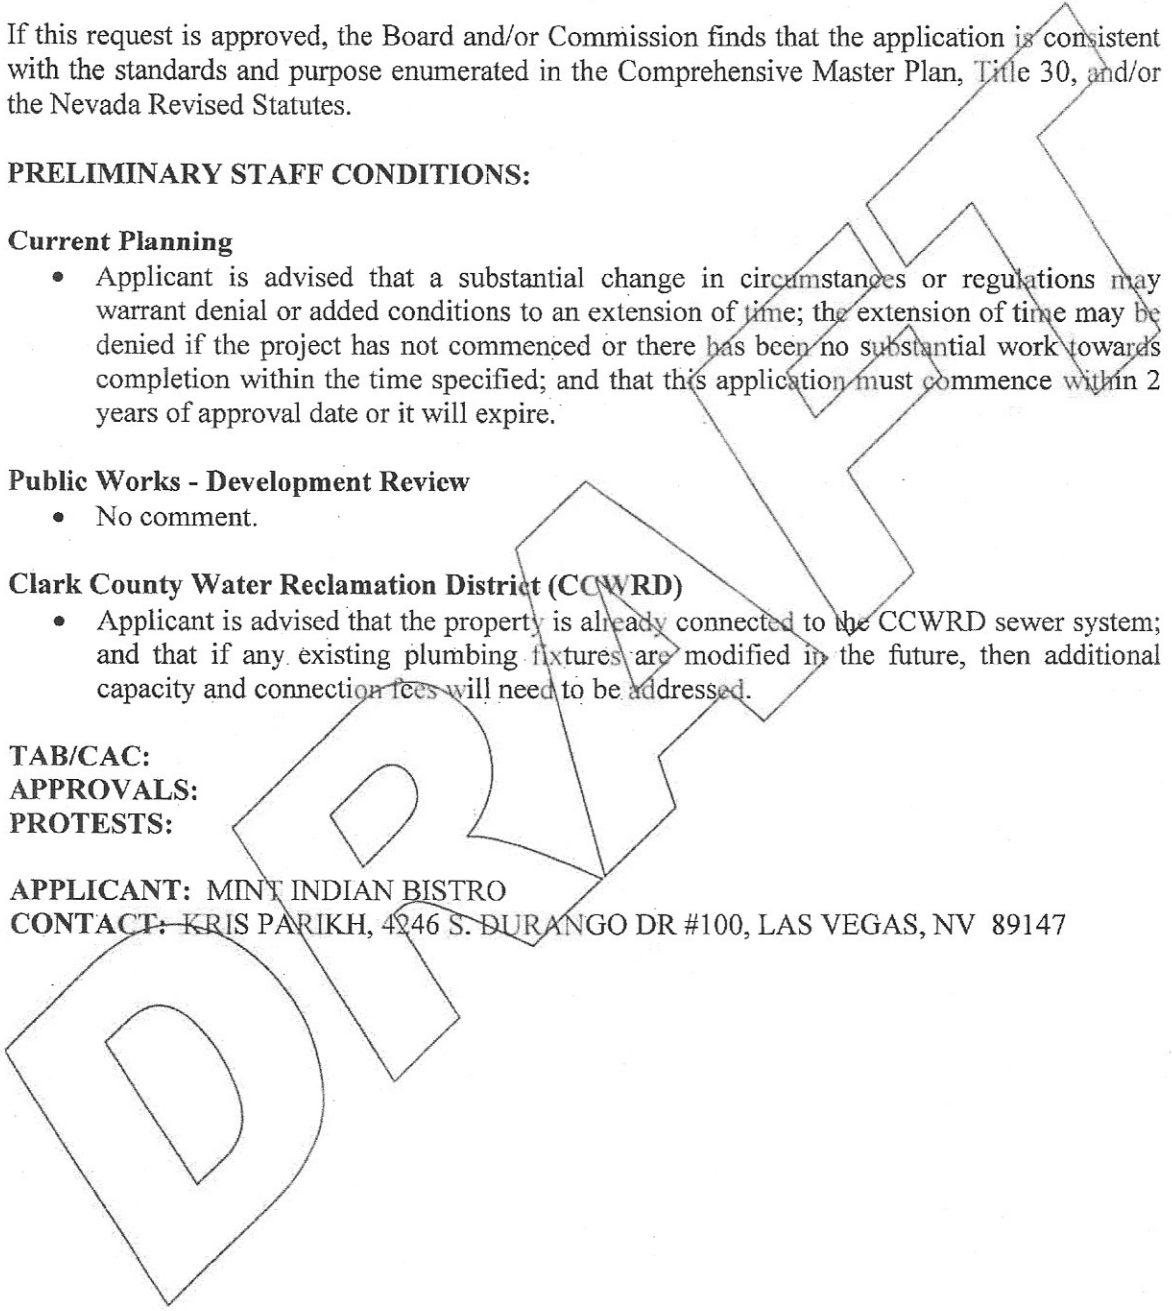 If this request is approved, the Board and/or Commission finds that the application is consistent
with the standards and purpose enumerated in the Comprehensive Master Plan, Title 30, and/or
the Nevada Revised Statutes.
PRELIMINARY STAFF CONDITIONS:
Current Planning
• Applicant is advised that a substantial change in circumstances or regulations may
warrant denial or added conditions to an extension of time; the extension of time may be
denied if the project has not commenced or there has been no substantial work towards
completion within the time specified; and that this application must commence within 2
years of approval date or it will expire.
Public Works - Development Review
• No comment.
Clark County Water Reclamation District (CCWRD)
• Applicant is advised that the property is already connected to the CCWRD sewer system;
and that if any existing plumbing fixtures are modified in the future, then additional
capacity and connection fees will need to be addressed.
TAB/CAC:
APPROVALS:
PROTESTS:
APPLICANT: MINT INDIAN BISTRO
CONTACT: KRIS PARIKH, 4246 S. DURANGO DR #100, LAS VEGAS, NV 89147
DRAFT